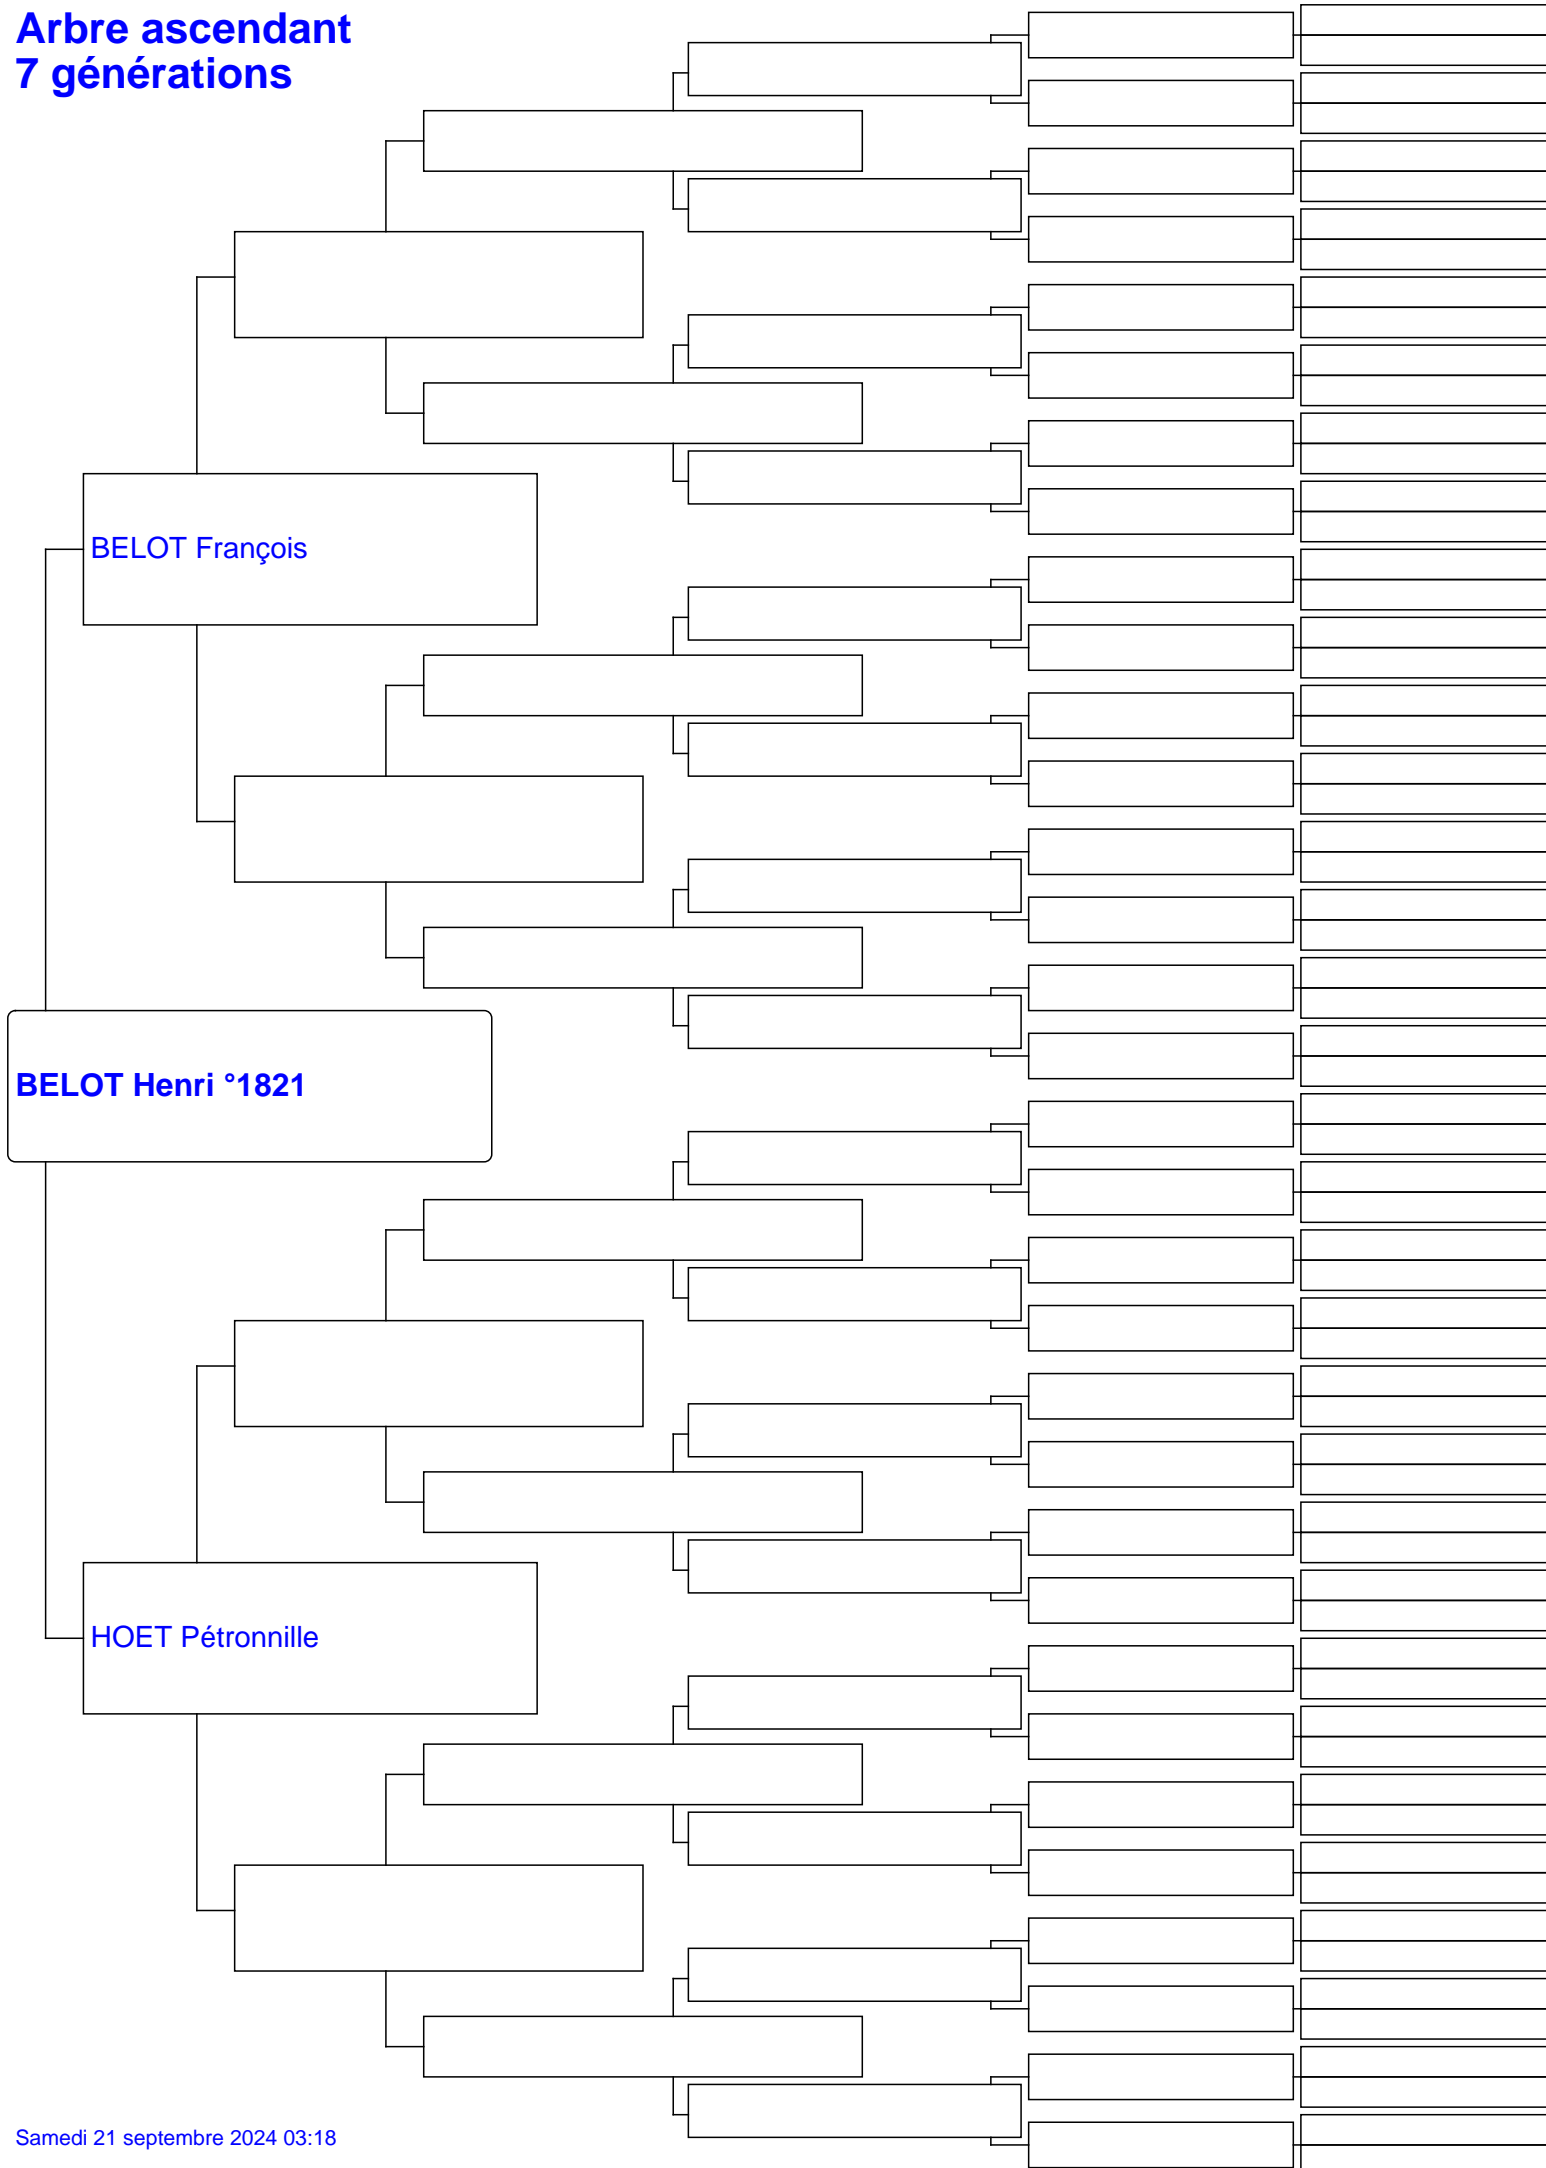 Arbre ascendant
7 générations
BELOT François
BELOT Henri °1821
HOET Pétronnille
Samedi 21 septembre 2024 03:18